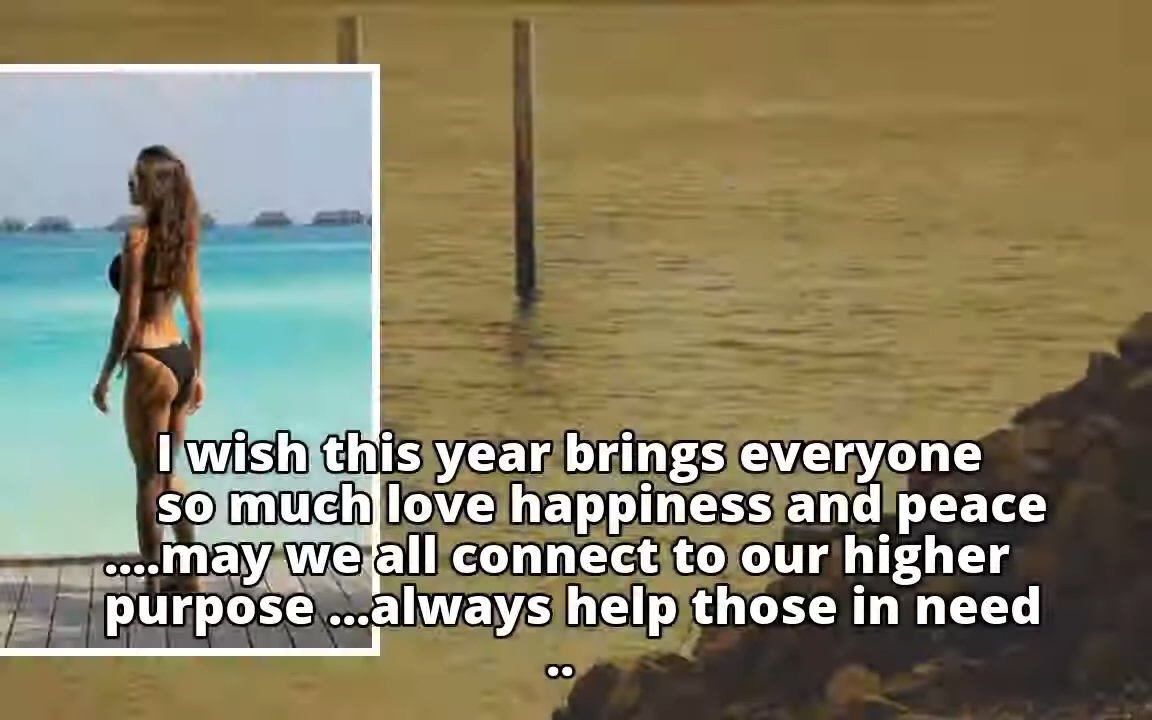 I wish this year brings everyone
so much love happiness and peace
....may we all connect to our higher
purpose ...always help those in need
..